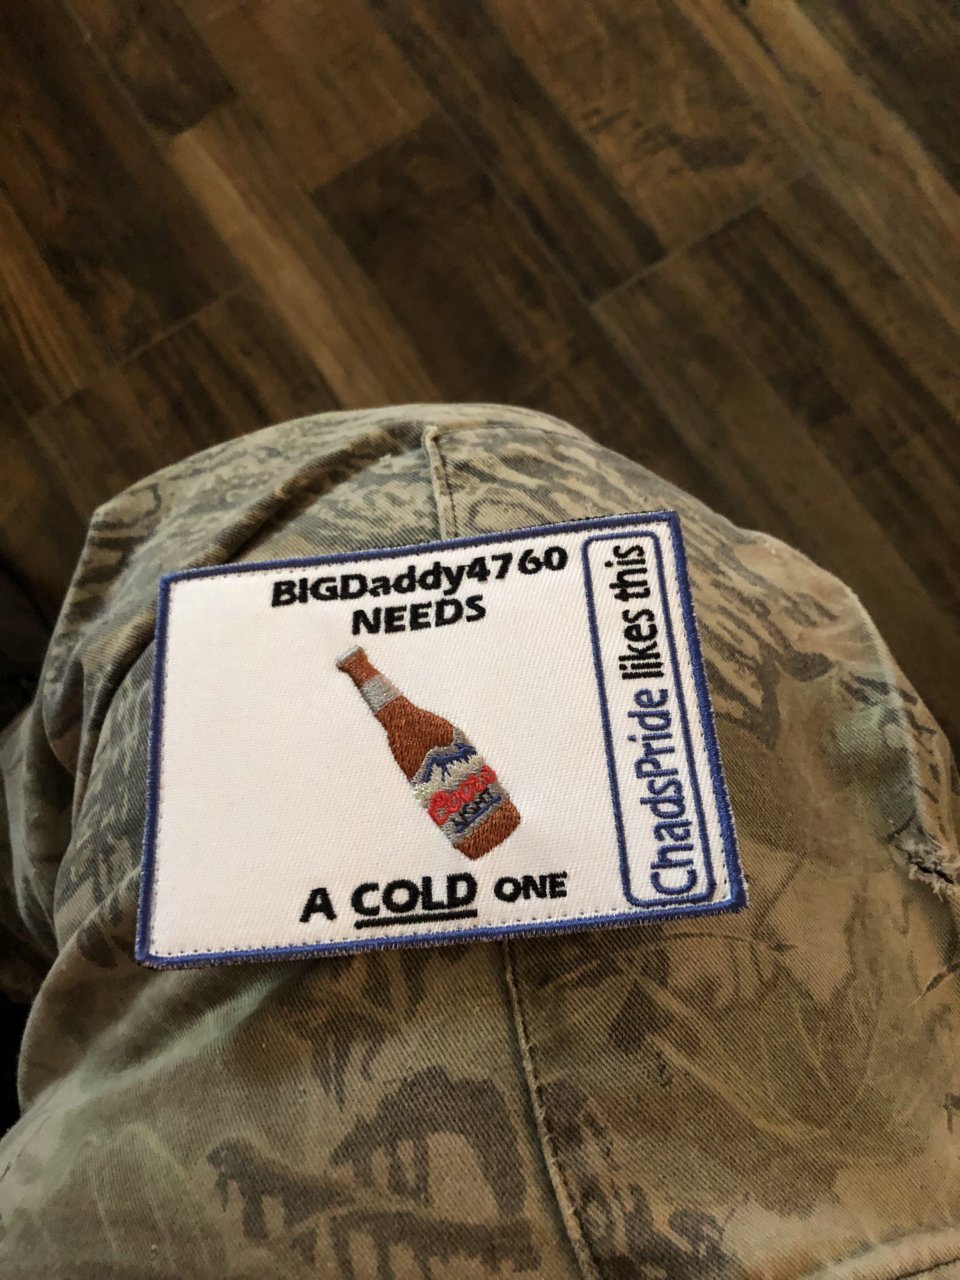 BIGDaddy4760
NEEDS
Coors
LIGHT
A COLD ONE
ChadsPride likes this